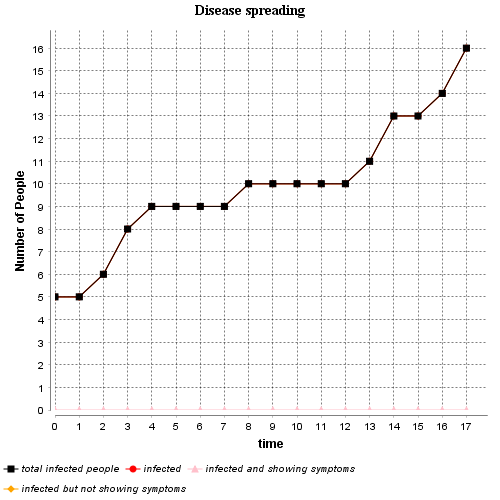 Disease spreading
16
15
14
13
12
11
10
9
8
7
6
5
4
3
2
1
0
Number of People
0 1 2 3 4 5 6 7 8 9 10 11 12 13 14 15 16 17
time
total infected people infected infected and showing symptoms
infected but not showing symptoms